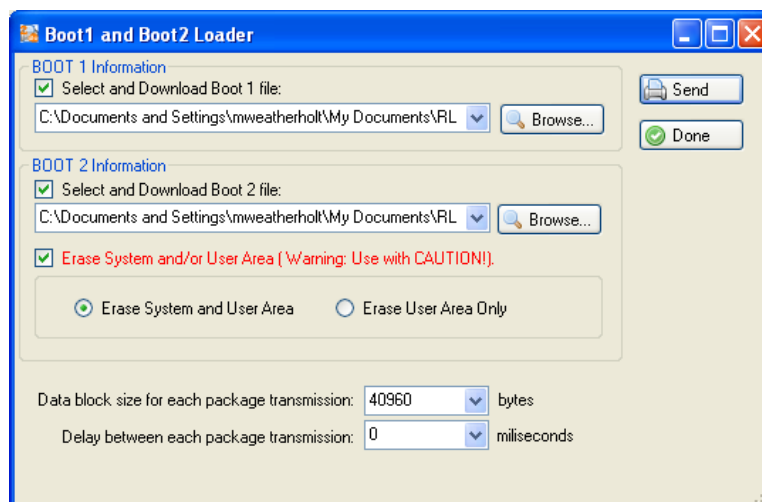 Boot1 and Boot2 Loader
BOOT 1 Information
Select and Download Boot 1 file:
C:\Documents and Settings\mweatherholt\My Documents\RL
Browse...
Send
Done
BOOT 2 Information
Select and Download Boot 2 file:
C:\Documents and Settings\mweatherholt\My Documents\RL
Browse...
Erase System and/or User Area ( Warning: Use with CAUTION!).
Erase System and User Area
Erase User Area Only
Data block size for each package transmission: 40960 bytes
Delay between each package transmission: 0 miliseconds